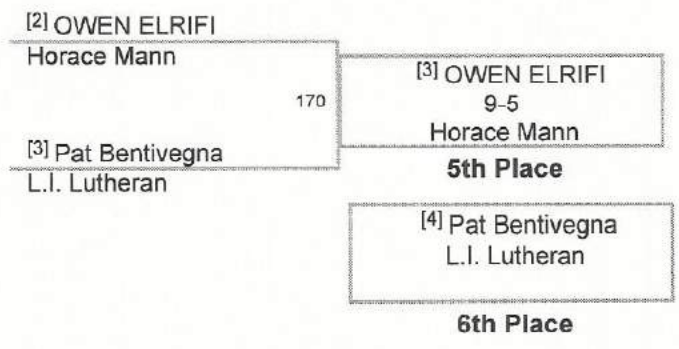 [2] OWEN ELRIFI
Horace Mann
170
[3] Pat Bentivegna
L.I. Lutheran
[3] OWEN ELRIFI
9-5
Horace Mann
5th Place
[4] Pat Bentivegna
L.I. Lutheran
6th Place